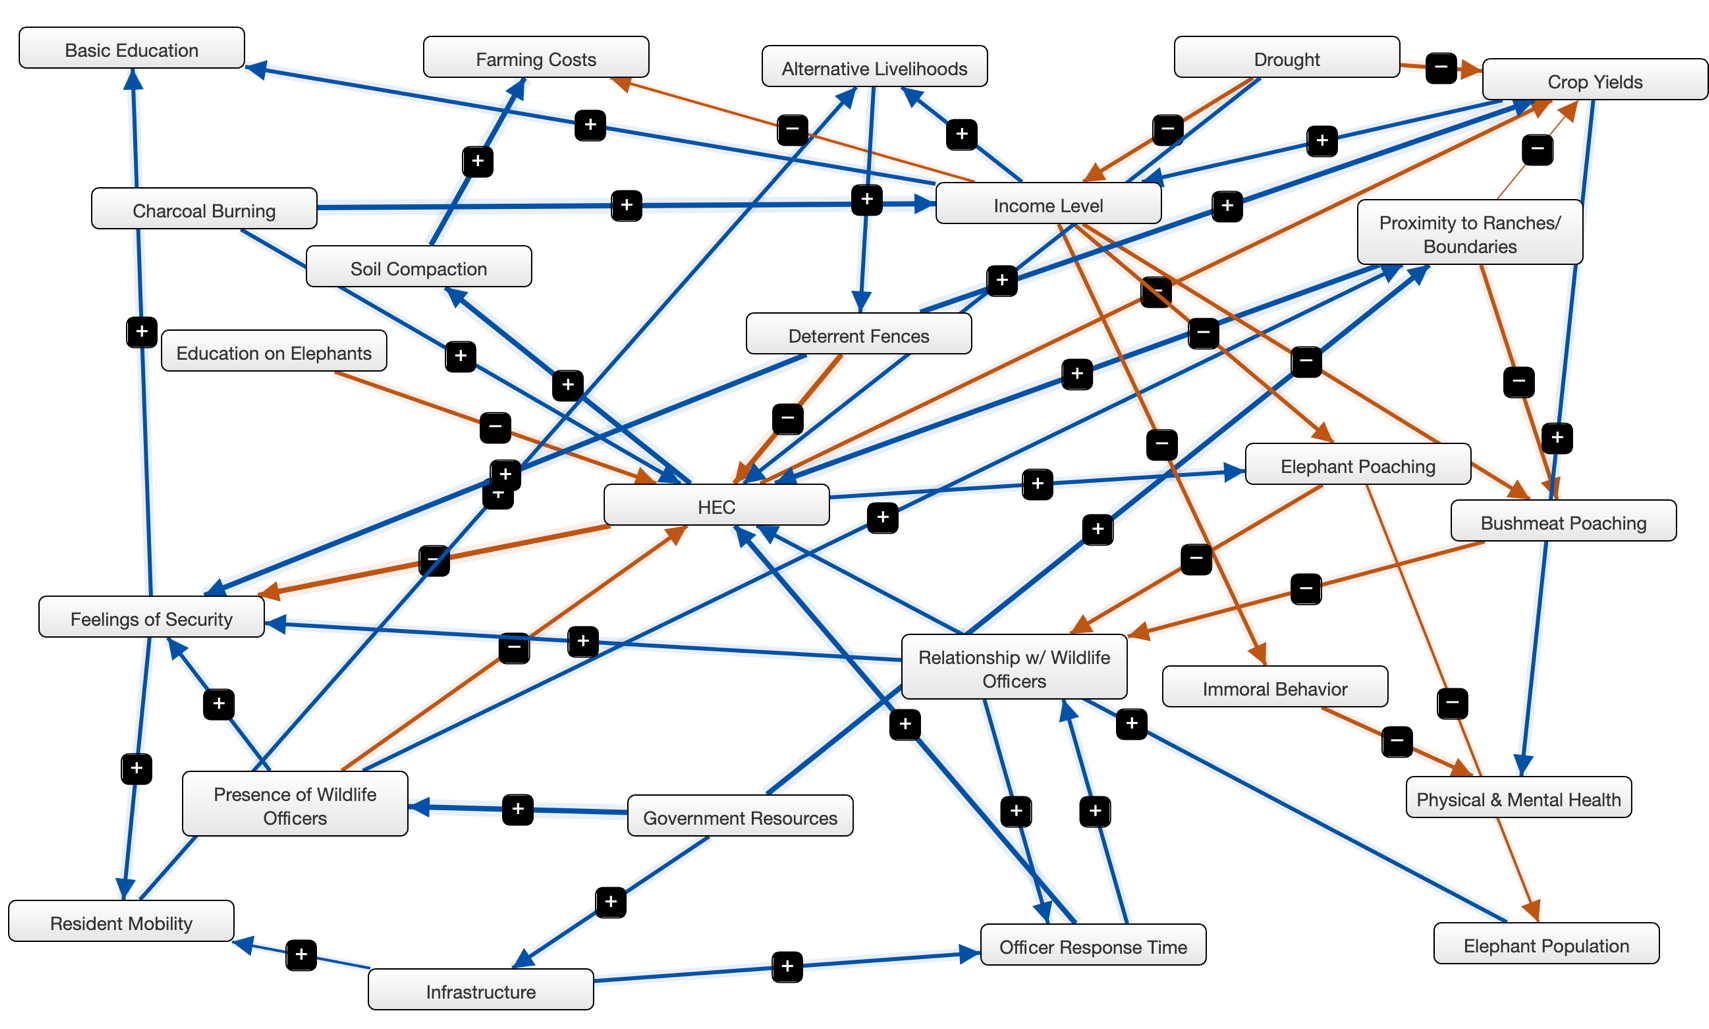 Basic Education
Farming Costs
Alternative Livelihoods
Drought
Crop Yields
Charcoal Burning
Income Level
Proximity to Ranches/
Boundaries
Soil Compaction
Deterrent Fences
Education on Elephants
Elephant Poaching
HEC
Bushmeat Poaching
Feelings of Security
Relationship w/ Wildlife
Officers
Immoral Behavior
Presence of Wildlife
Officers
Government Resources
Physical & Mental Health
Resident Mobility
Officer Response Time
Elephant Population
Infrastructure